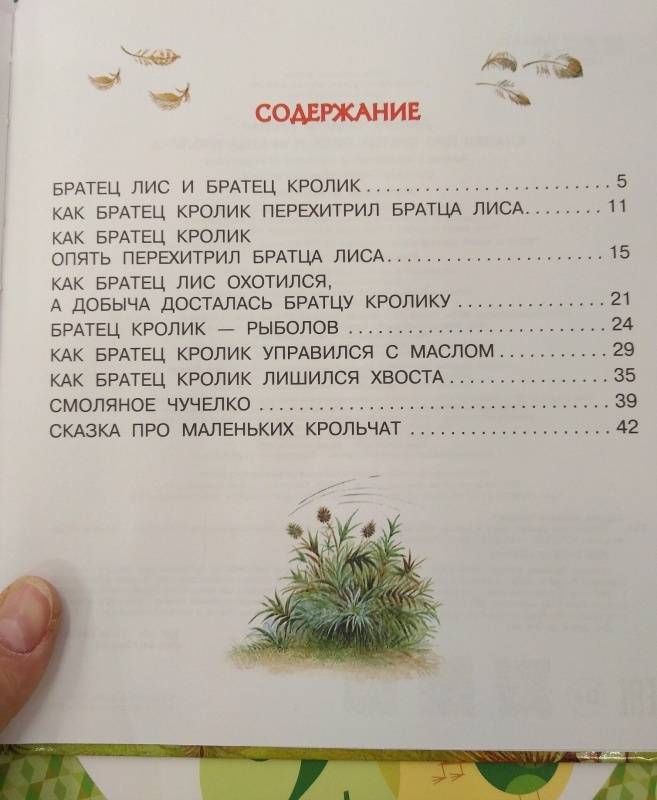 СОДЕРЖАНИЕ
БРАТЕЦ ЛИС И БРАТЕЦ КРОЛИК.........................5
КАК БРАТЕЦ КРОЛИК ПЕРЕХИТРИЛ БРАТЦА ЛИСА........11
КАК БРАТЕЦ КРОЛИК
ОПЯТЬ ПЕРЕХИТРИЛ БРАТЦА ЛИСА......................15
КАК БРАТЕЦ ЛИС ОХОТИЛСЯ,
А ДОБЫЧА ДОСТАЛАСЬ БРАТЦУ КРОЛИКУ...............21
БРАТЕЦ КРОЛИК — РЫБОЛОВ..........................24
КАК БРАТЕЦ КРОЛИК УПРАВИЛСЯ С МАСЛОМ...........29
КАК БРАТЕЦ КРОЛИК ЛИШИЛСЯ ХВОСТА................35
СМОЛЯНОЕ ЧУЧЕЛКО...................................39
СКАЗКА ПРО МАЛЕНЬКИХ КРОЛЬЧАТ....................42